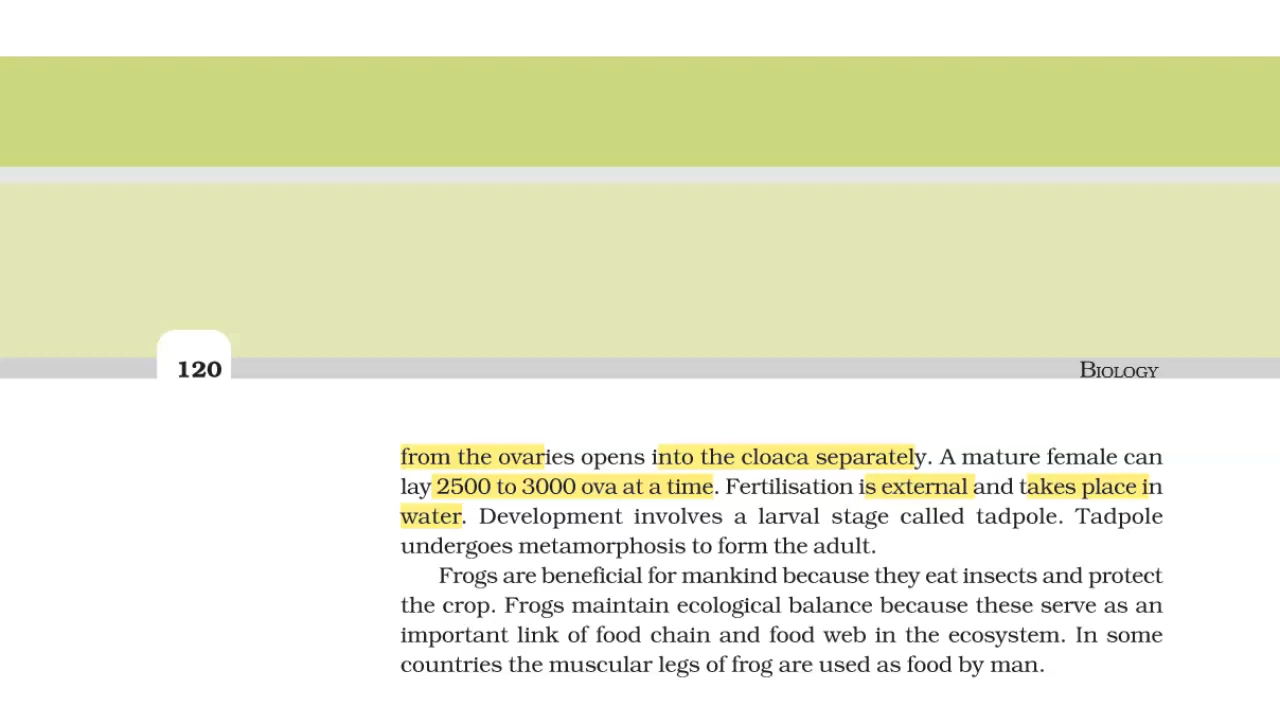 120
BIOLOGY
from the ovaries opens into the cloaca separately. A mature female can
lay 2500 to 3000 ova at a time. Fertilisation is external and takes place in
water. Development involves a larval stage called tadpole. Tadpole
undergoes metamorphosis to form the adult.
Frogs are beneficial for mankind because they eat insects and protect
the crop. Frogs maintain ecological balance because these serve as an
important link of food chain and food web in the ecosystem. In some
countries the muscular legs of frog are used as food by man.